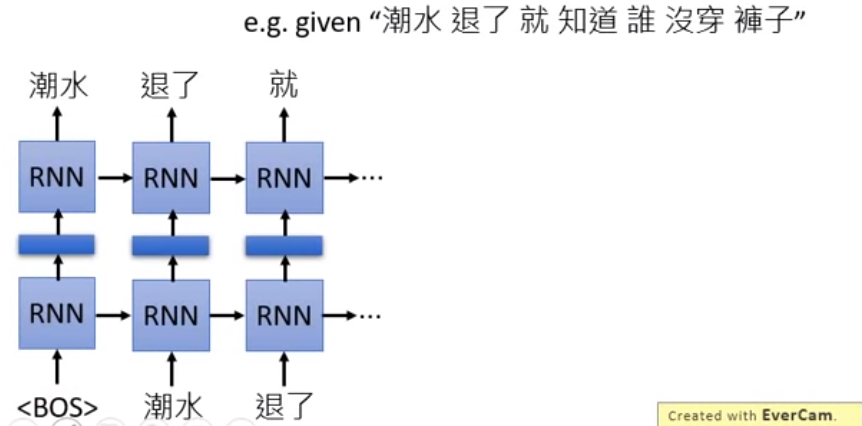 e.g. given “潮水 退了 就 知道 誰 沒穿 褲子”
潮水 退了 就
RNN RNN RNN ...
RNN RNN RNN ...
<BOS> 潮水 退了
Created with EverCam.